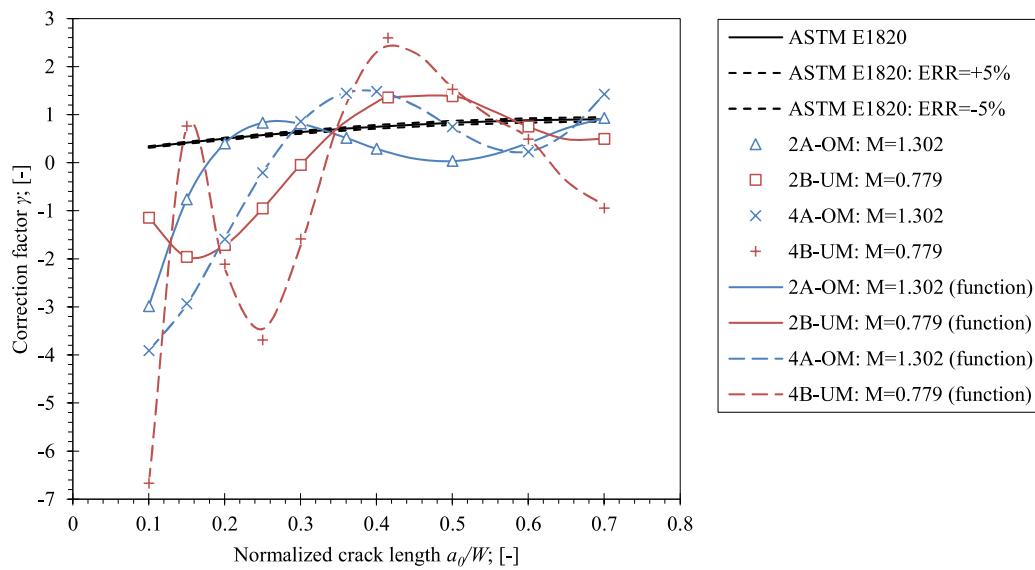 3
2
1
0
-1
-2
-3
-4
-5
-6
-7
Correction factor γ; [-]
0
0.1
0.2
0.3
0.4
0.5
0.6
0.7
0.8
Normalized crack length a0/W; [-]
ASTM E1820
ASTM E1820: ERR=+5%
ASTM E1820: ERR=-5%
2A-OM: M=1.302
2B-UM: M=0.779
4A-OM: M=1.302
4B-UM: M=0.779
2A-OM: M=1.302 (function)
2B-UM: M=0.779 (function)
4A-OM: M=1.302 (function)
4B-UM: M=0.779 (function)